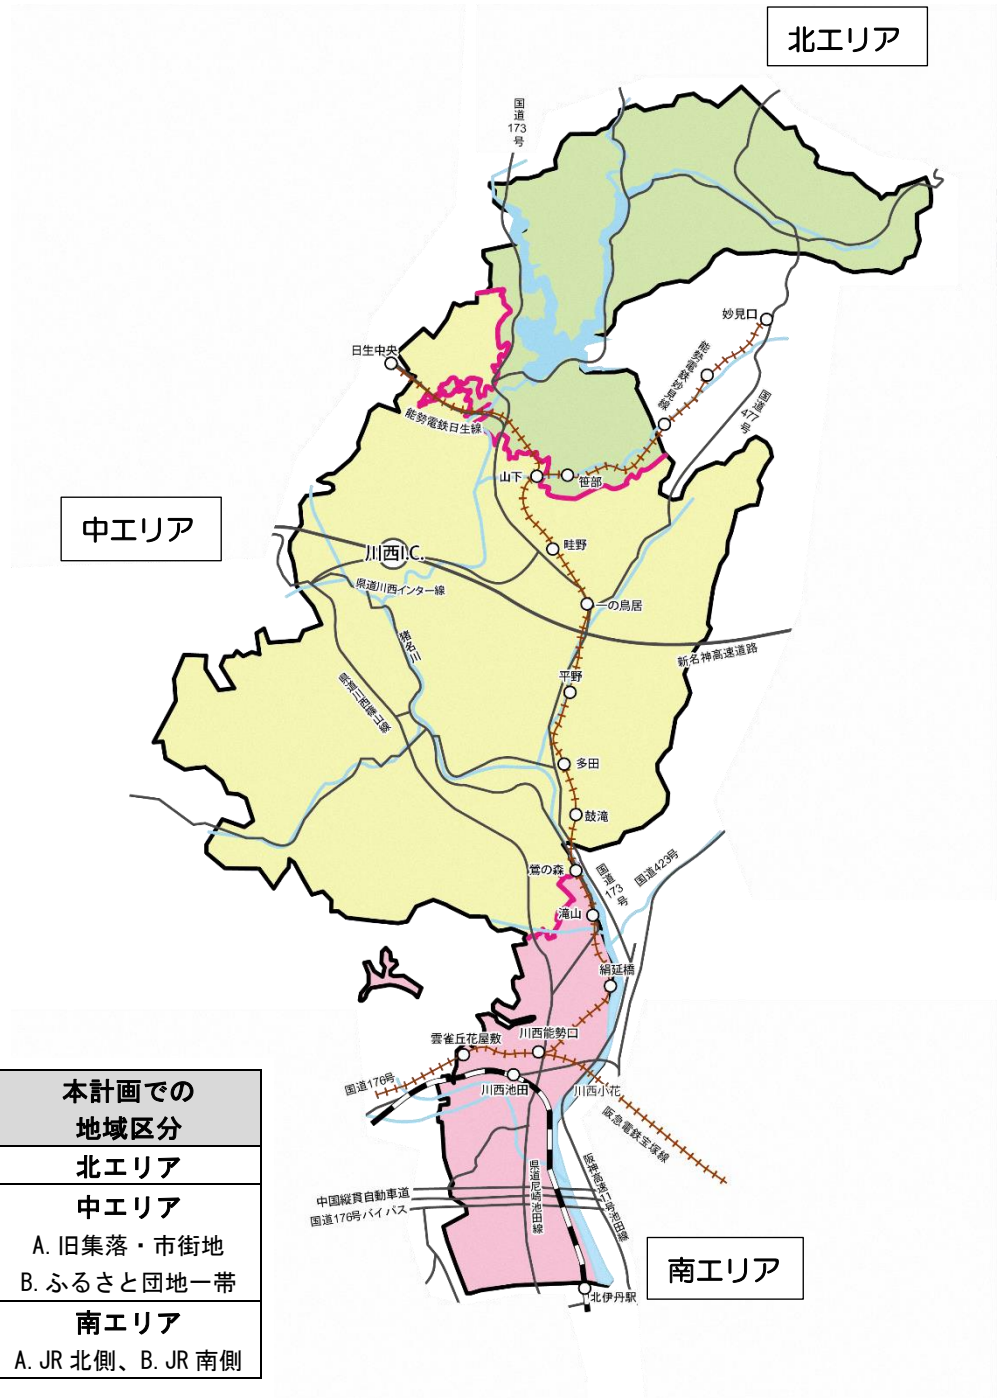 北エリア
国道173号
妙見口
日生中央
能勢電鉄妙見線
国道477号
能勢電鉄日生線
山下
笹部
中エリア
川西I.C.
畦野
県道川西インター線
一の鳥居
猪名川
新名神高速道路
県道川西篠山線
平野
多田
鼓滝
鶯の森
国道173号
国道423号
滝山
絹延橋
雲雀丘花屋敷
川西能勢口
国道176号
川西池田
川西小花
阪急電鉄宝塚線
本計画での
地域区分
北エリア
中エリア
A.旧集落・市街地
B.ふるさと団地一帯
南エリア
A.JR北側、B.JR南側
中国縦貫自動車道
国道176号バイパス
県道尼崎池田線
阪神高速11号池田線
南エリア
北伊丹駅